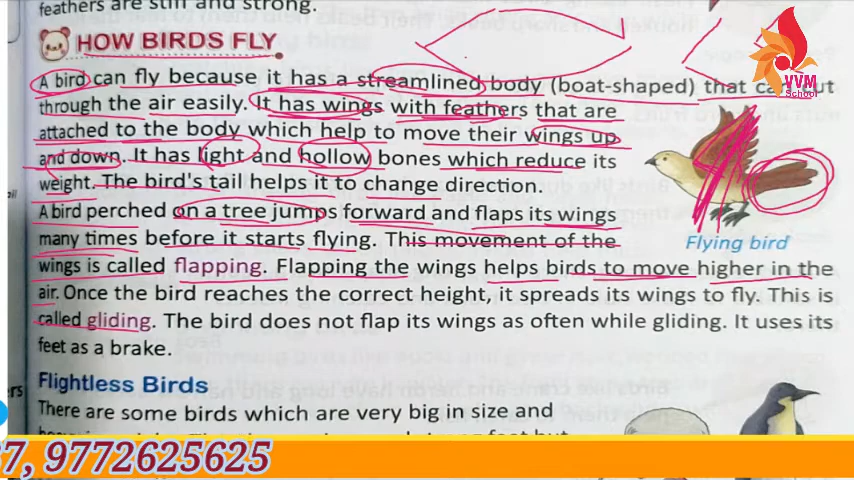 feathers are stiff and strong.
HOW BIRDS FLY
A bird can fly because it has a streamlined body (boat-shaped) that can cut
through the air easily. It has wings with feathers that are
attached to the body which help to move their wings up
and down. It has light and hollow bones which reduce its
weight. The bird's tail helps it to change direction.
A bird perched on a tree jumps forward and flaps its wings
many times before it starts flying. This movement of the
wings is called flapping. Flapping the wings helps birds to move higher in the
air. Once the bird reaches the correct height, it spreads its wings to fly. This is
called gliding. The bird does not flap its wings as often while gliding. It uses its
feet as a brake.
Flying bird
Flightless Birds
There are some birds which are very big in size and
VVM
School
7, 9772625625